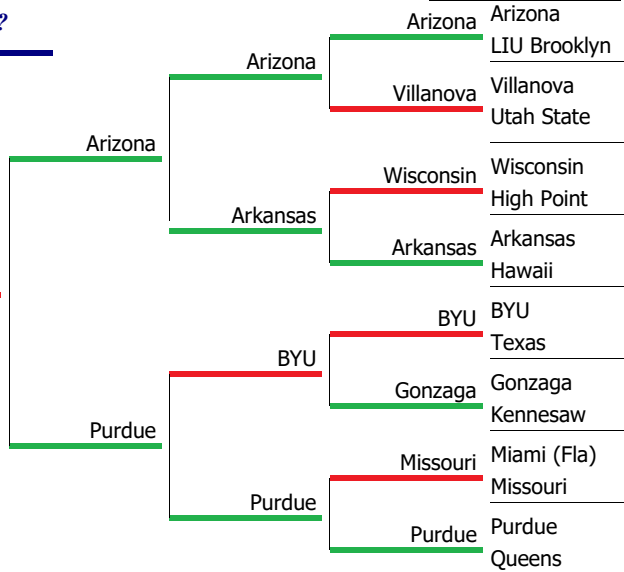 ?
Arizona
Arizona
LIU Brooklyn
Arizona
Villanova
Villanova
Utah State
Arizona
Wisconsin
Wisconsin
High Point
Arkansas
Arkansas
Arkansas
Hawaii
BYU
BYU
Texas
BYU
Gonzaga
Gonzaga
Kennesaw
Purdue
Missouri
Miami (Fla)
Missouri
Purdue
Purdue
Purdue
Queens